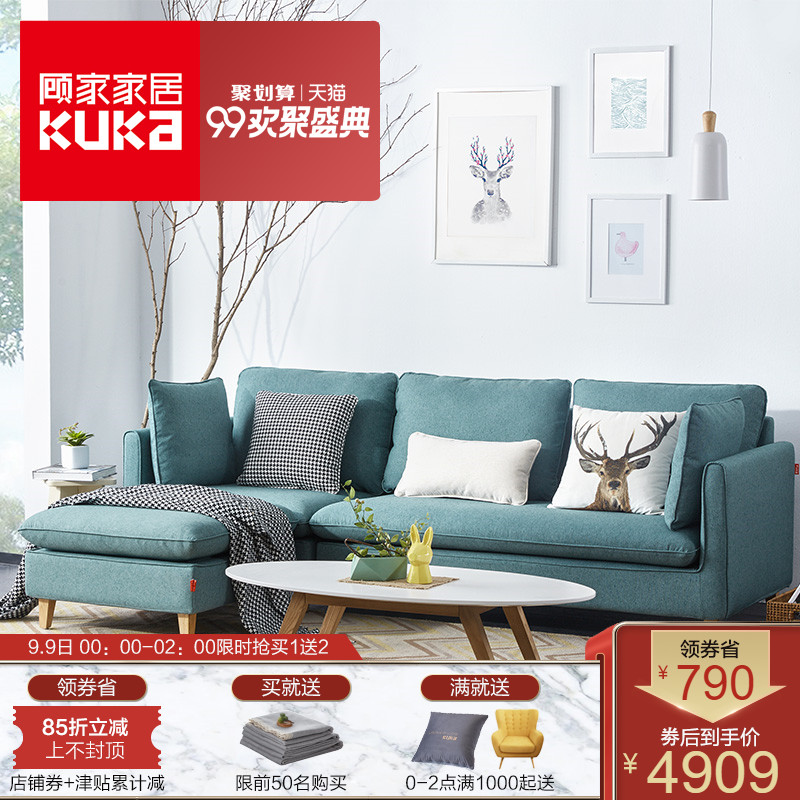 顾家家居
KUKa
聚划算 | 天猫
99欢聚盛典
9.9日 00：00-02：00限时抢买1送2
领券省
85折立减
上不封顶
店铺券+津贴累计减
买就送
限前50名购买
满就送
KUKa
0-2点满1000起送
领券省
¥790
券后到手价
¥4909